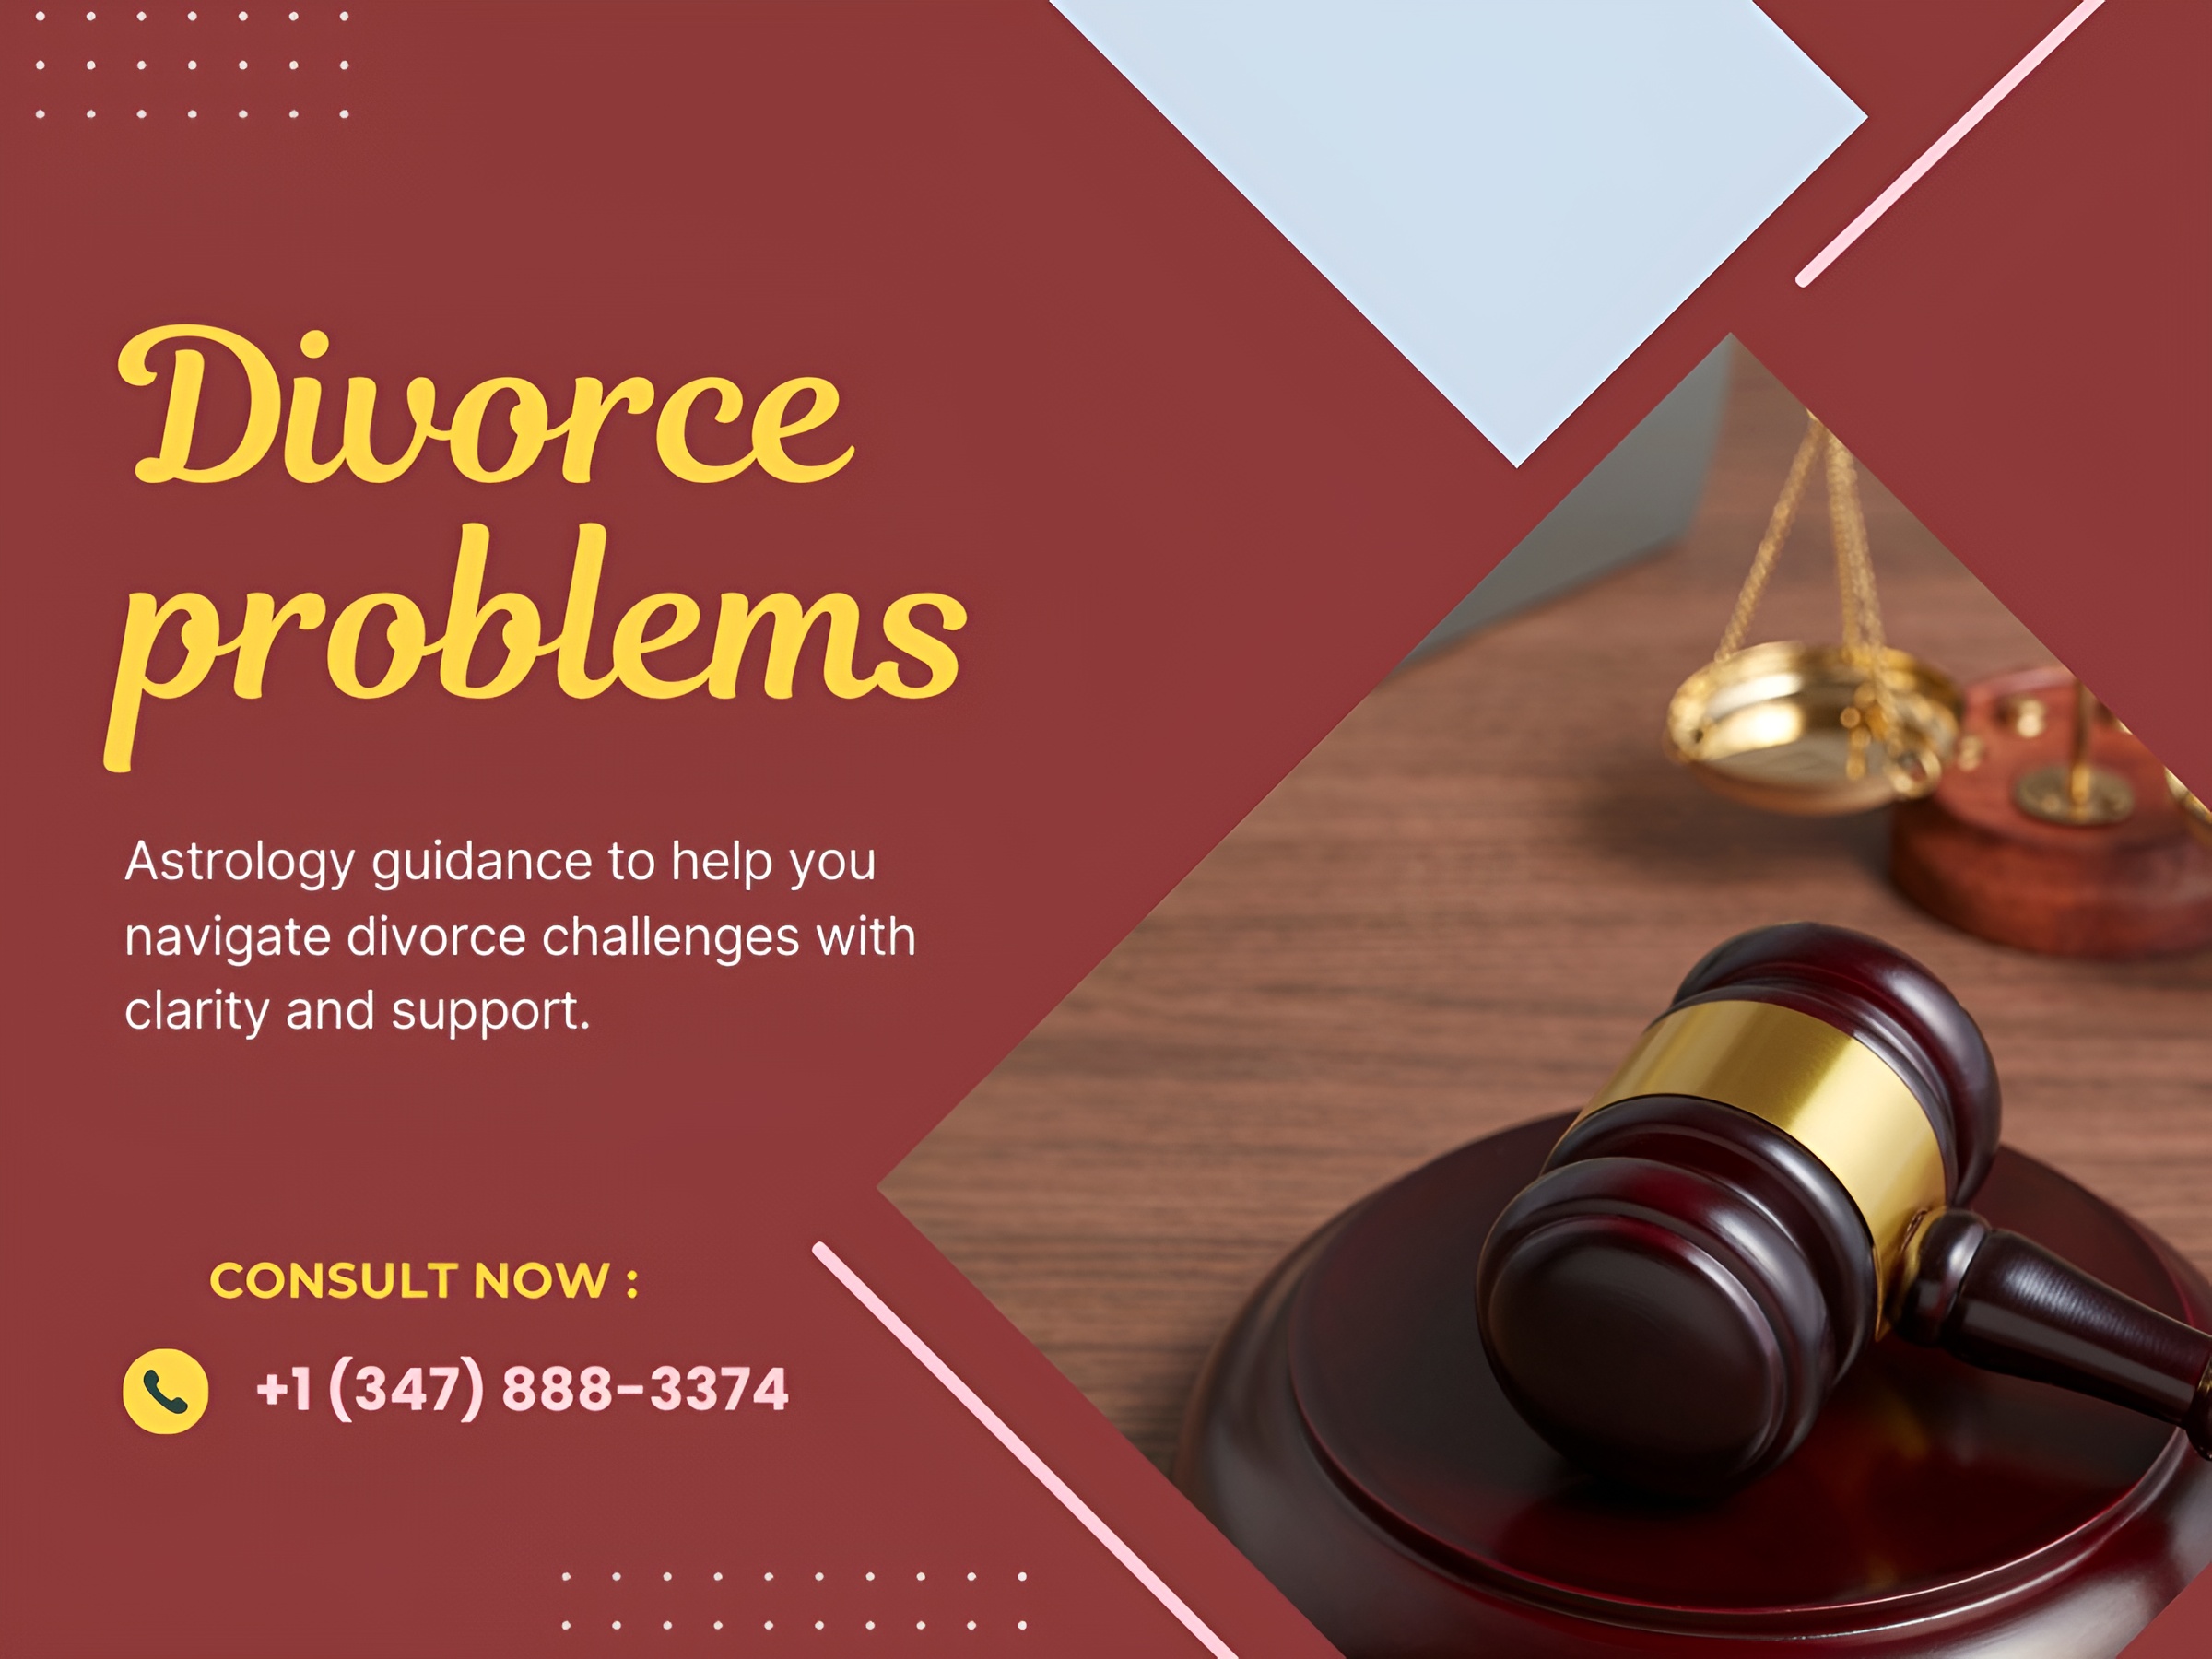 Divorce
problems
Astrology guidance to help you
navigate divorce challenges with
clarity and support.
CONSULT NOW :
+1 (347) 888-3374